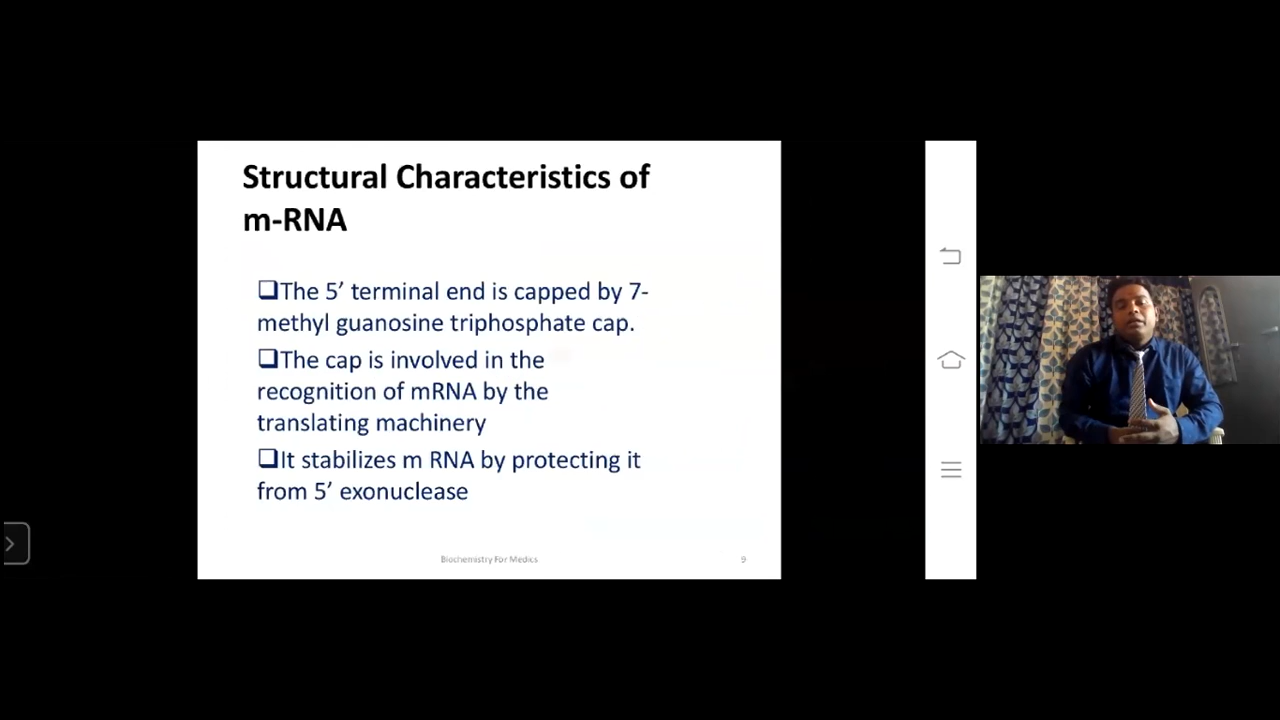 Structural Characteristics of
m-RNA
❑The 5’ terminal end is capped by 7-
methyl guanosine triphosphate cap.
❑The cap is involved in the
recognition of mRNA by the
translating machinery
❑It stabilizes m RNA by protecting it
from 5’ exonuclease
Biochemistry For Medics
9